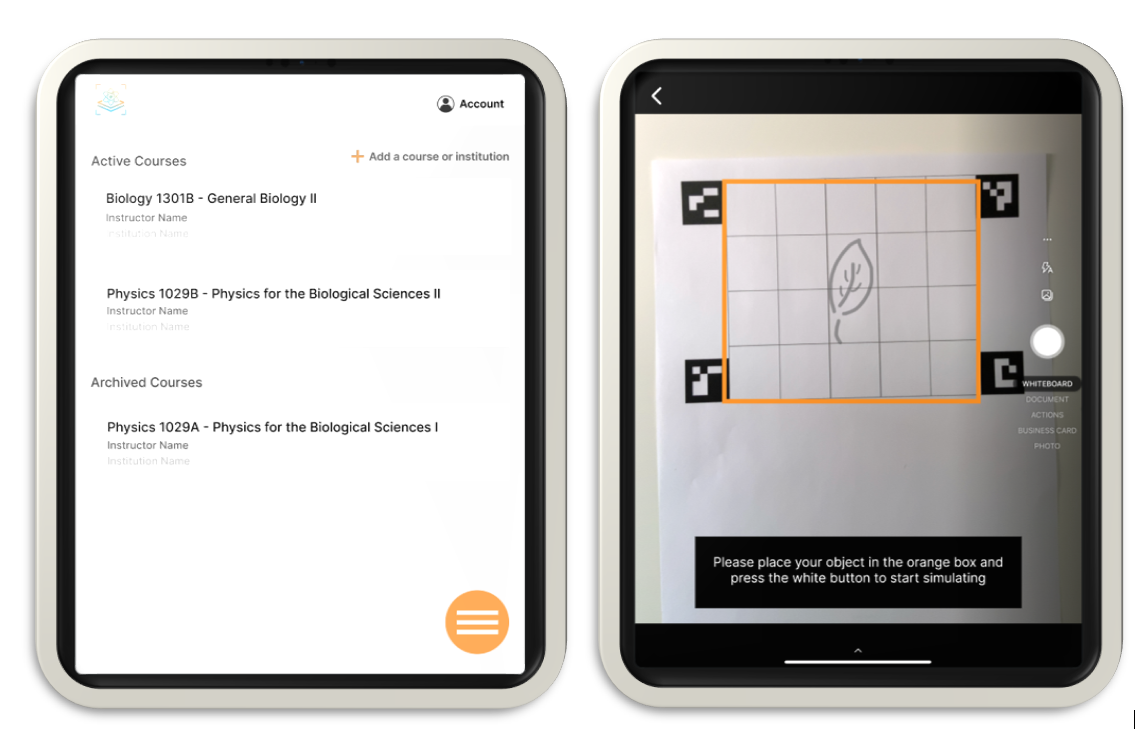 Account
Active Courses
+ Add a course or institution
Biology 1301B - General Biology II
Instructor Name
Institution Name
Physics 1029B - Physics for the Biological Sciences II
Instructor Name
Institution Name
Archived Courses
Physics 1029A - Physics for the Biological Sciences I
Instructor Name
Institution Name
WHITEBOARD
DOCUMENT
ACTIONS
BUSINESS CARD
PHOTO
Please place your object in the orange box and
press the white button to start simulating